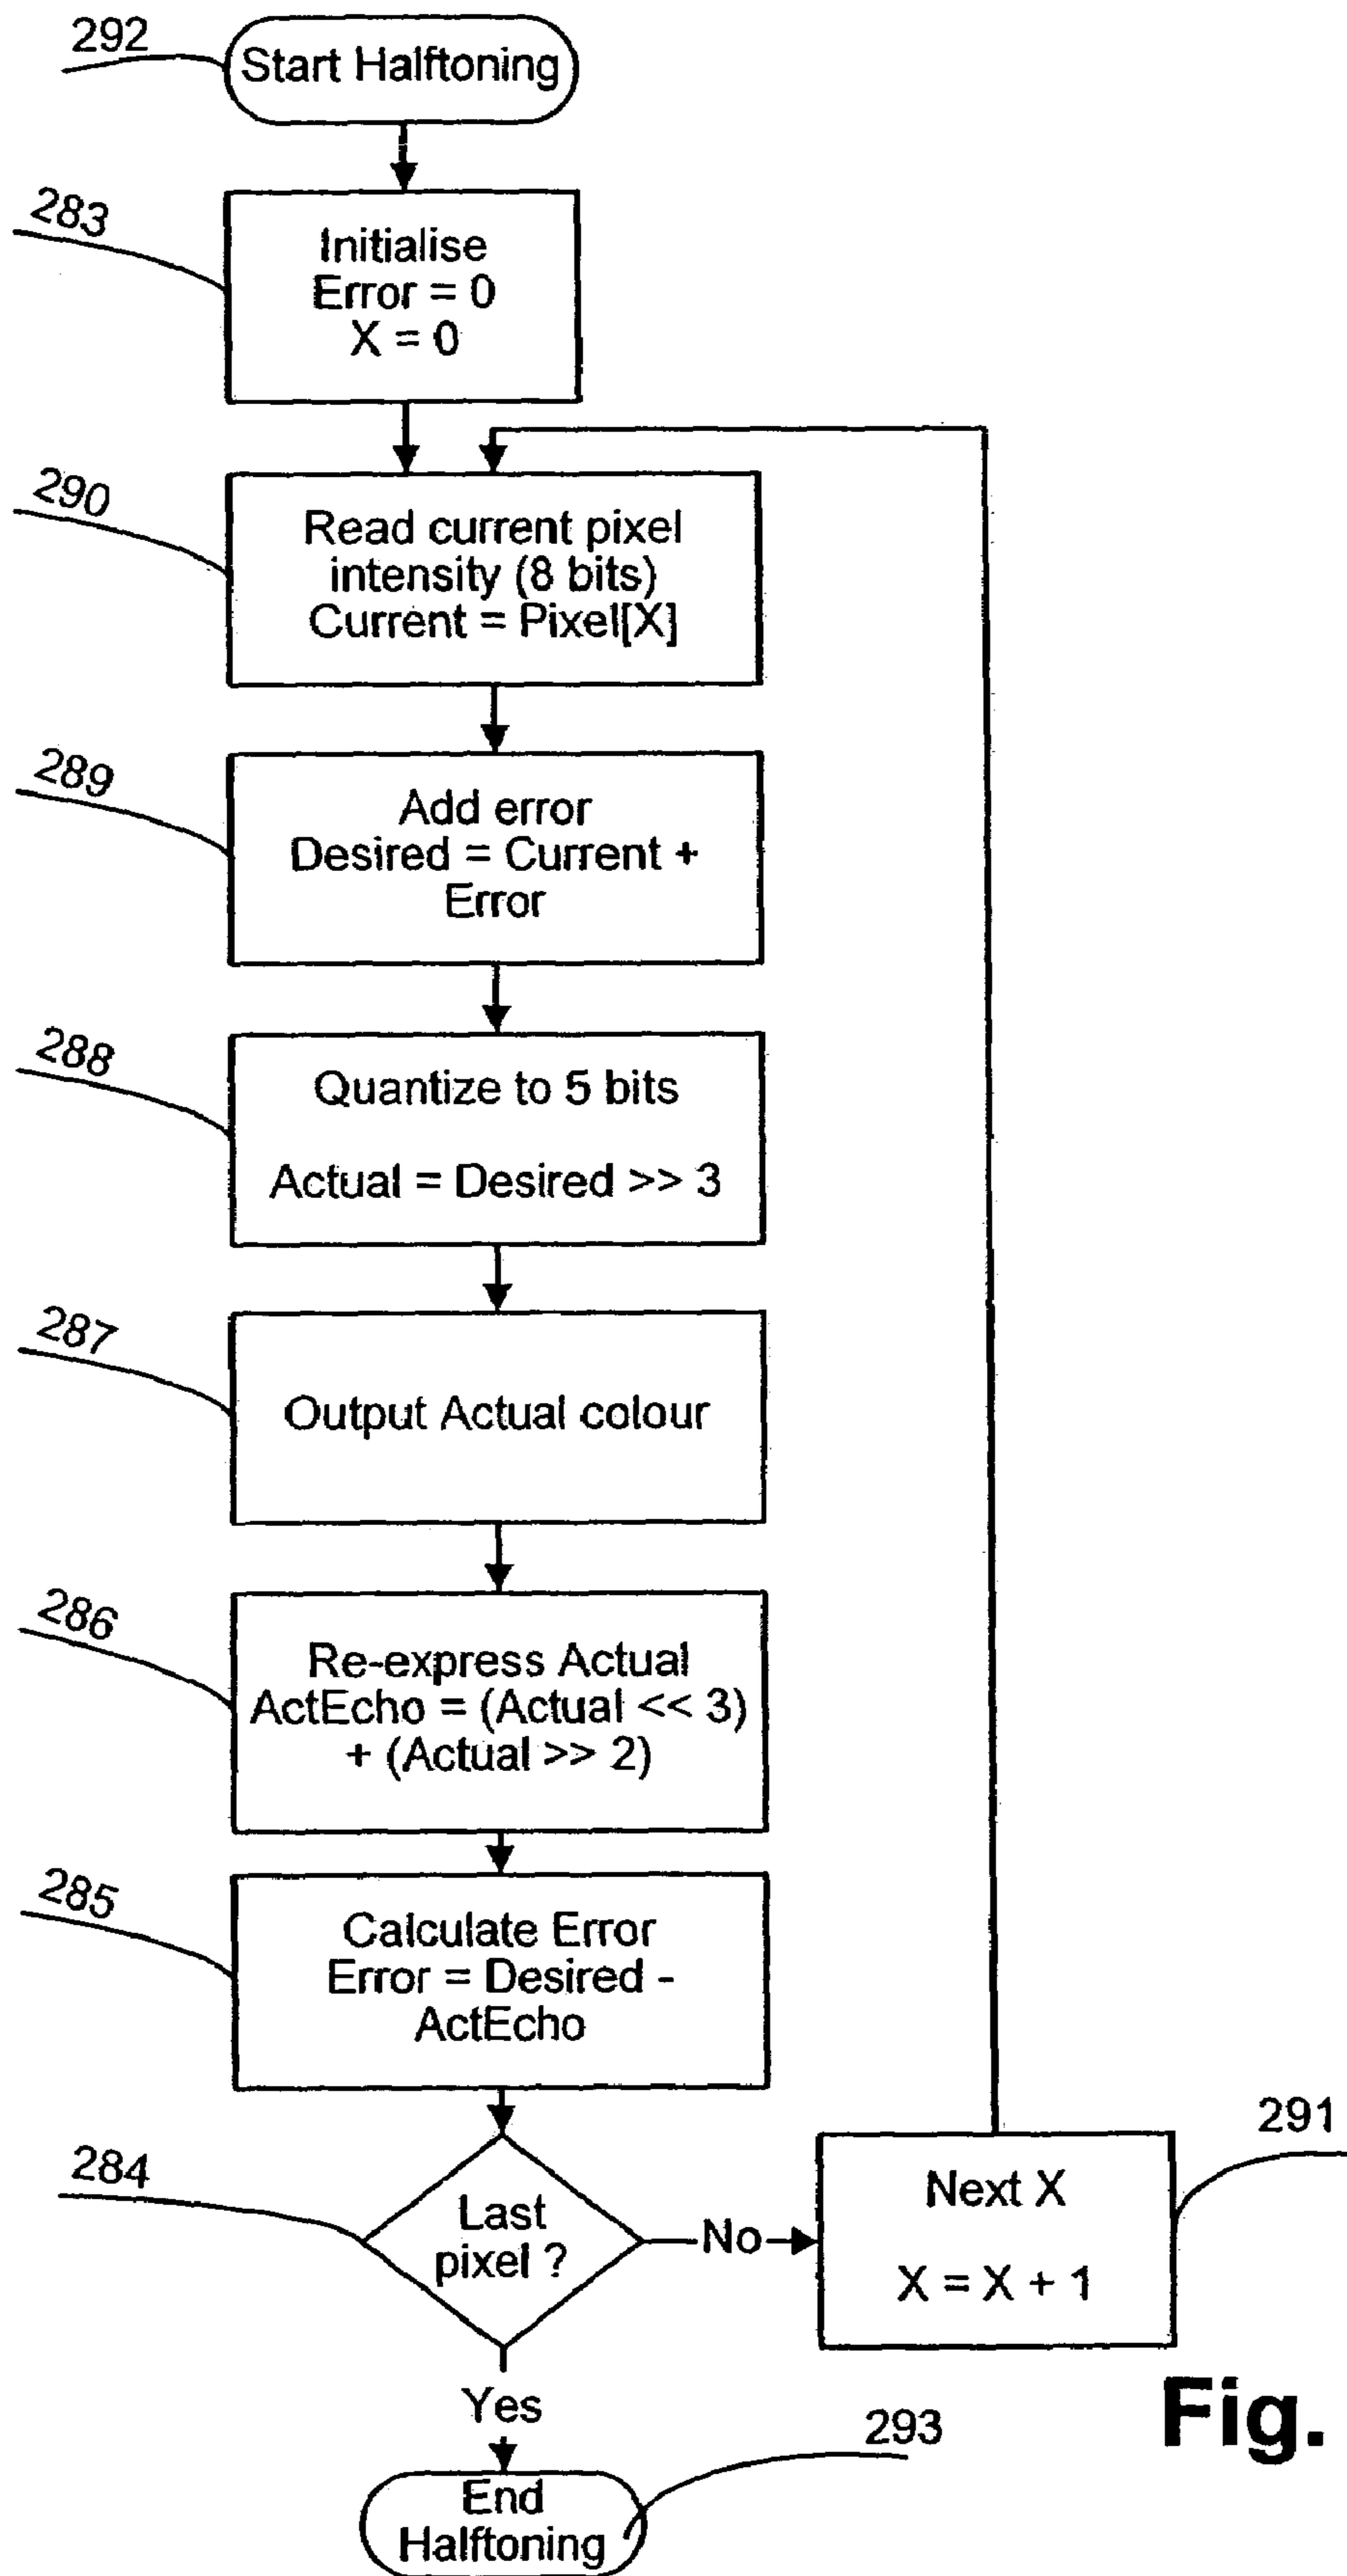 292
Start Halftoning
283
Initialise
Error = 0
X = 0
290
Read current pixel
intensity (8 bits)
Current = Pixel[X]
289
Add error
Desired = Current +
Error
288
Quantize to 5 bits
Actual = Desired >> 3
287
Output Actual colour
286
Re-express Actual
ActEcho = (Actual << 3)
+ (Actual >> 2)
285
Calculate Error
Error = Desired -
ActEcho
284
Last
pixel ?
No
291
Next X
X = X + 1
Yes
293
End
Halftoning
Fig.